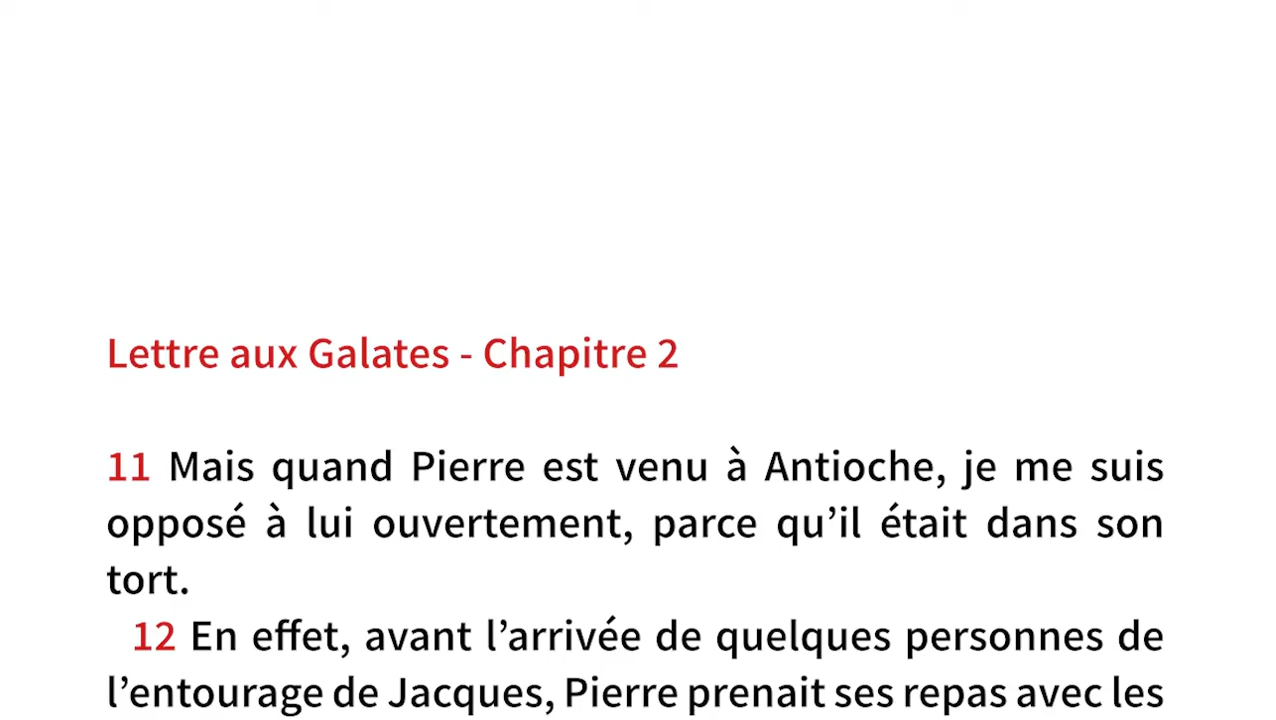 Lettre aux Galates - Chapitre 2
11 Mais quand Pierre est venu à Antioche, je me suis
opposé à lui ouvertement, parce qu’il était dans son
tort.
12 En effet, avant l’arrivée de quelques personnes de
l’entourage de Jacques, Pierre prenait ses repas avec les